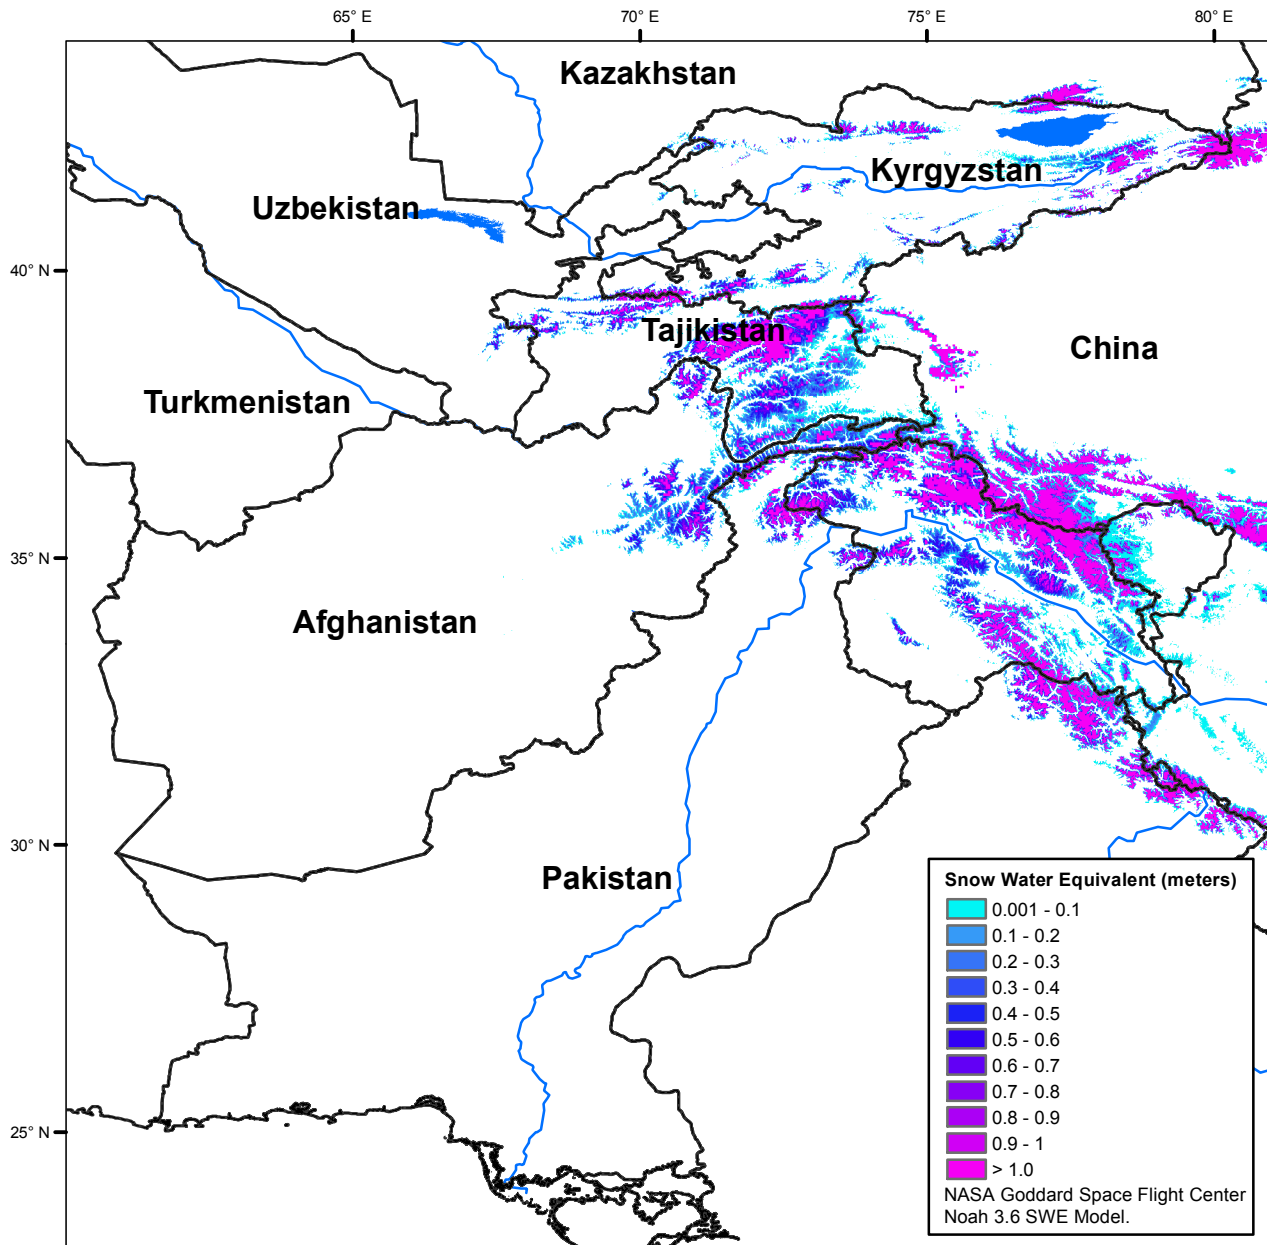 65° E
70° E
75° E
80° E
Kazakhstan
Kyrgyzstan
Uzbekistan
40° N
Tajikistan
China
Turkmenistan
35° N
Afghanistan
30° N
Pakistan
25° N
Snow Water Equivalent (meters)
0.001 - 0.1
0.1 - 0.2
0.2 - 0.3
0.3 - 0.4
0.4 - 0.5
0.5 - 0.6
0.6 - 0.7
0.7 - 0.8
0.8 - 0.9
0.9 - 1
> 1.0
NASA Goddard Space Flight Center
Noah 3.6 SWE Model.